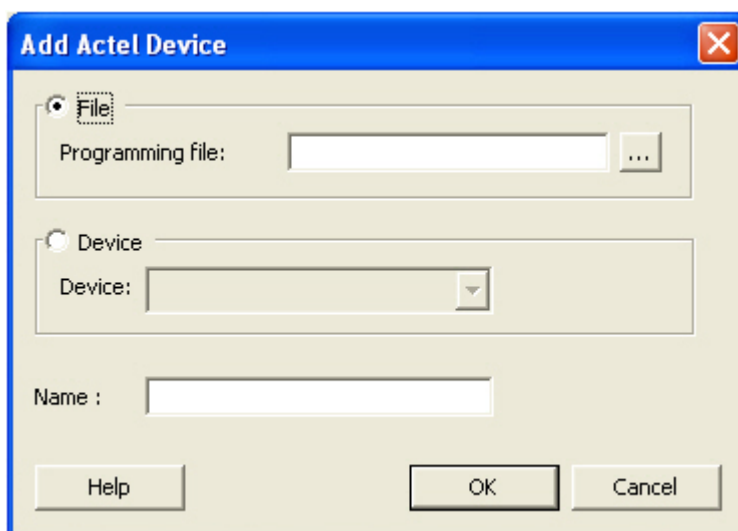 Add Actel Device
File
Programming file:
...
Device
Device:
Name :
Help
OK
Cancel